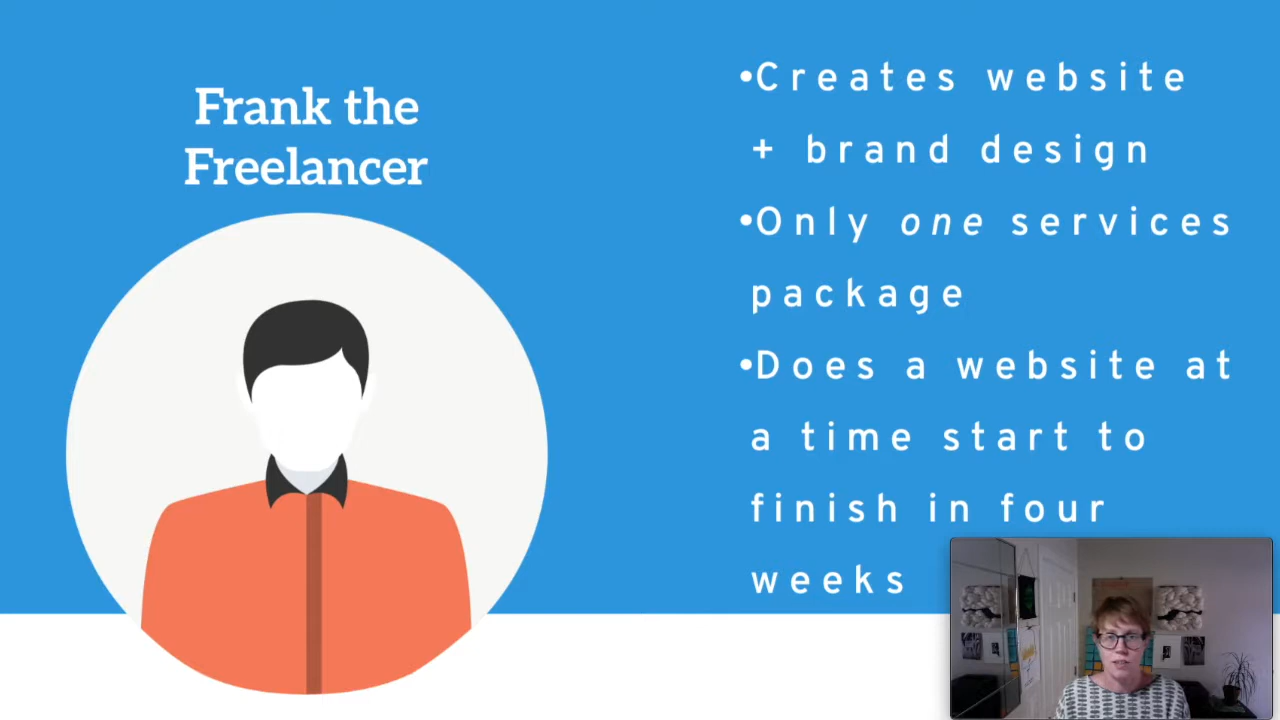 Frank the
Freelancer
•Creates website
+ brand design
•Only one services
package
•Does a website at
a time start to
finish in four
weeks